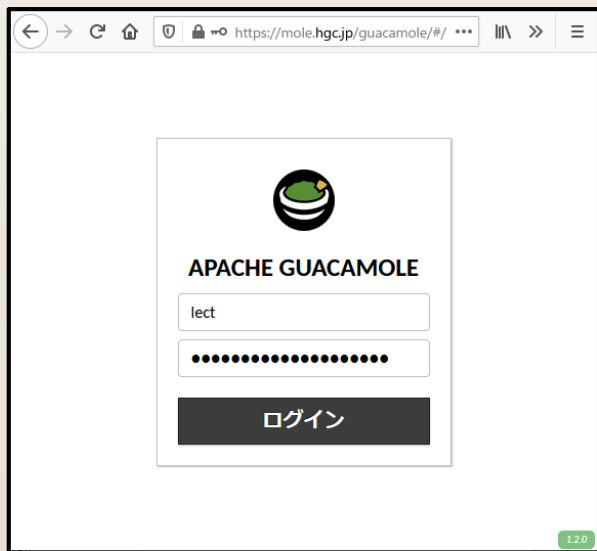 https://mole.hgc.jp/guacamole/#/
APACHE GUACAMOLE
lect
●●●●●●●●●●●●●●●●●●●●
ログイン
1.2.0